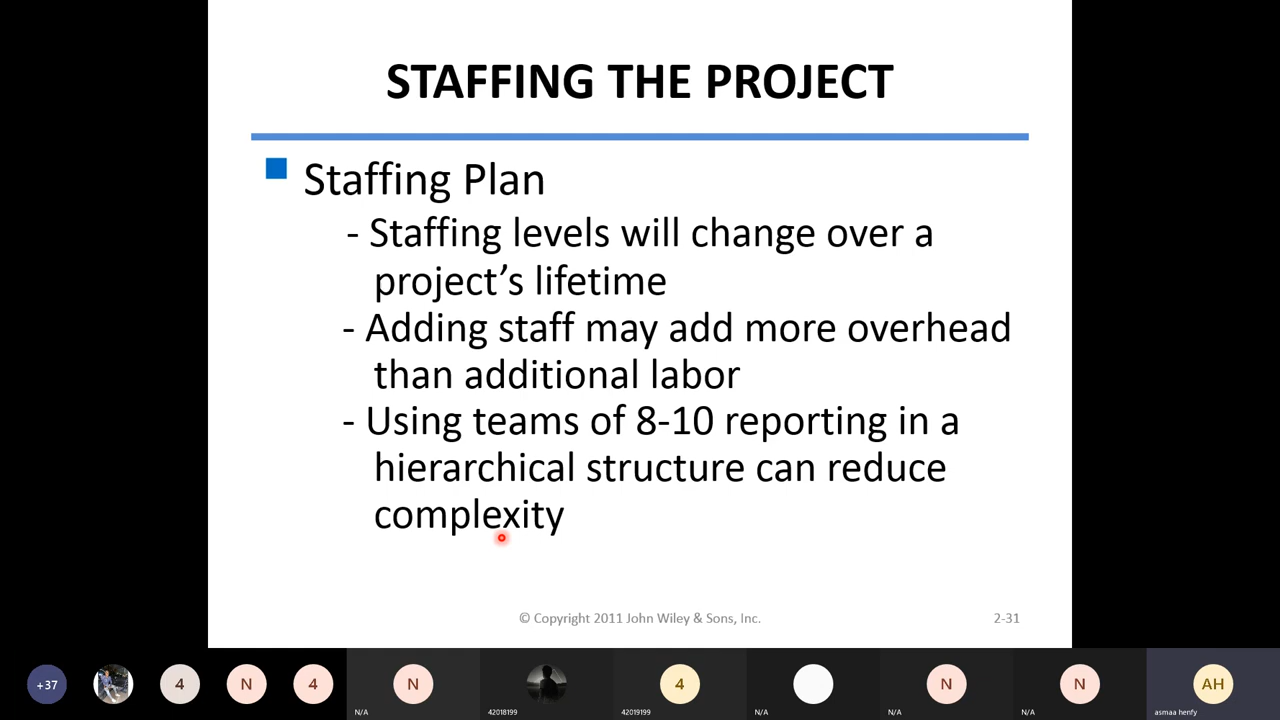 STAFFING THE PROJECT
Staffing Plan
- Staffing levels will change over a
project’s lifetime
- Adding staff may add more overhead
than additional labor
- Using teams of 8-10 reporting in a
hierarchical structure can reduce
complexity
© Copyright 2011 John Wiley & Sons, Inc.
2-31
+37
4
N
4
N
4
N
N
AH
N/A
42018199
42019199
N/A
N/A
N/A
asmaa henfy